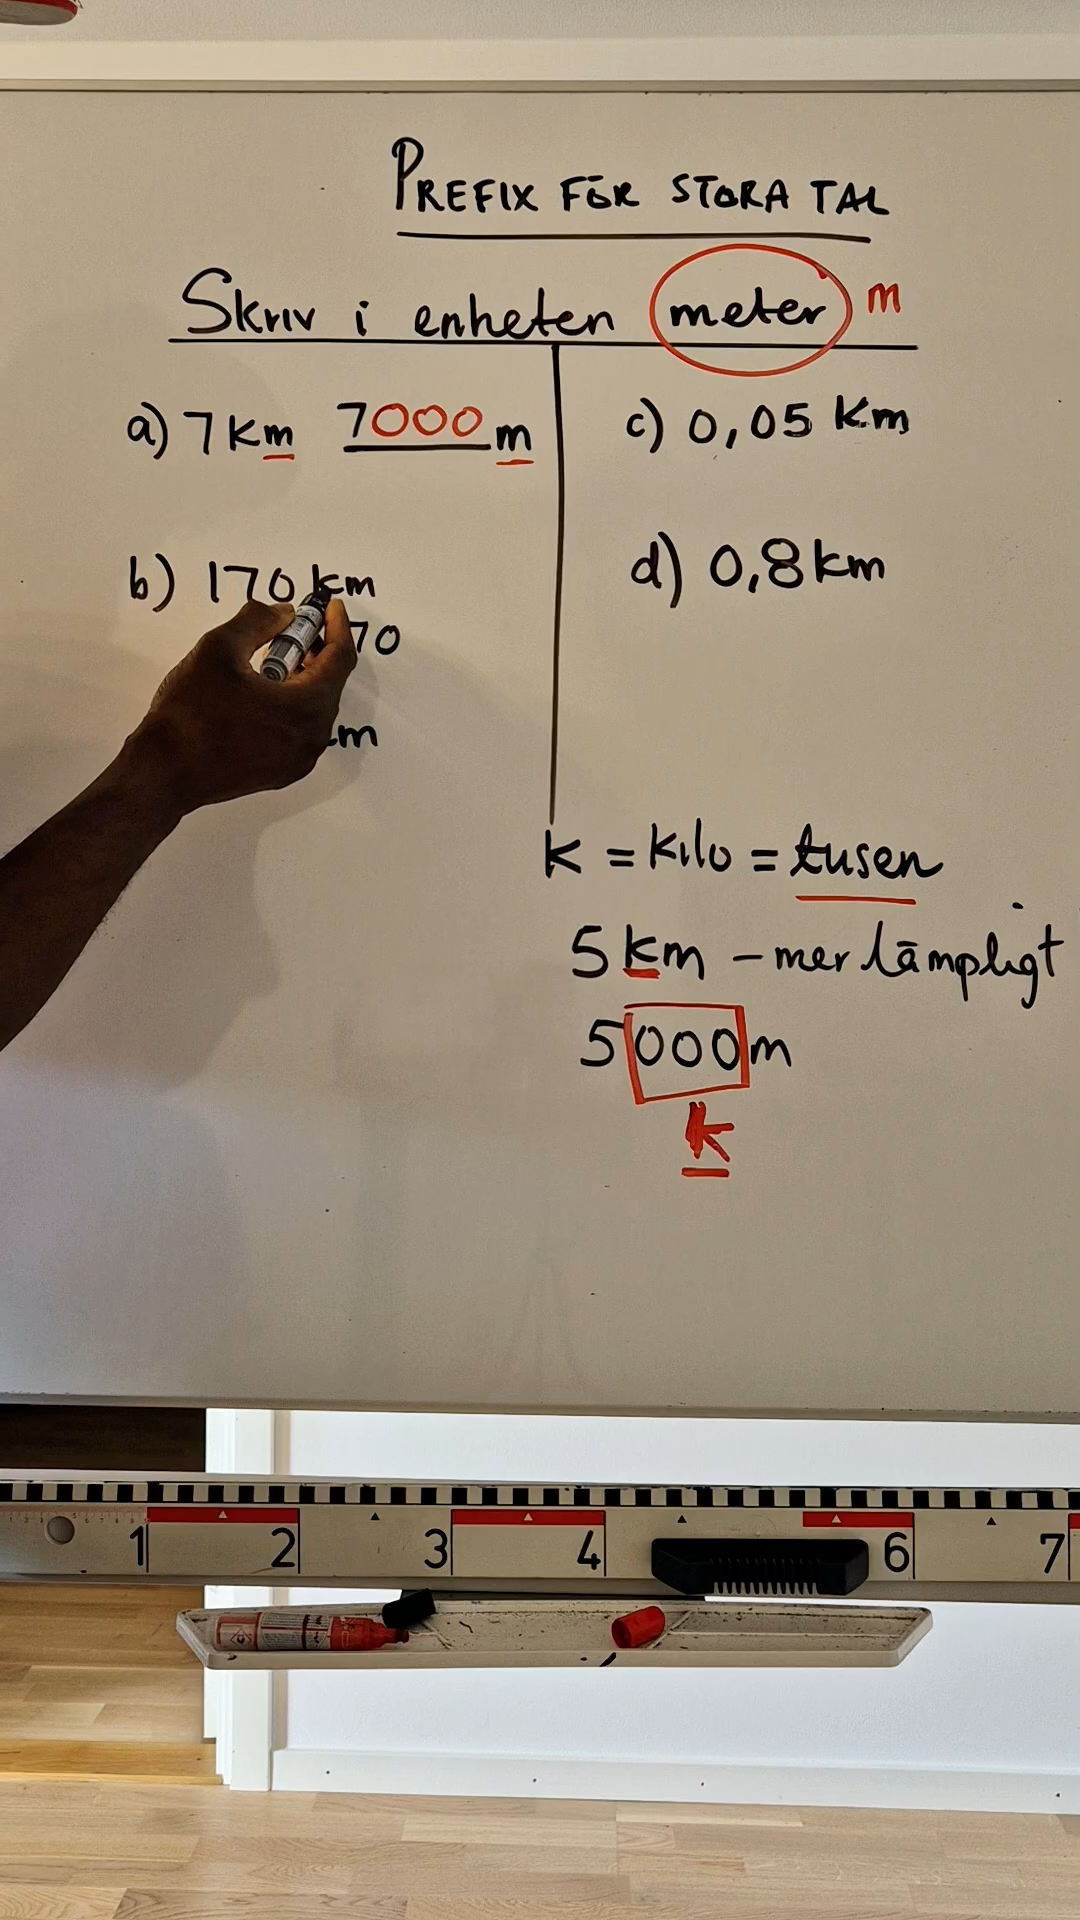 PREFIX FÖR STORA TAL
Skriv i enheten meter m
a) 7 km 7000 m
b) 170 km
70
km
c) 0,05 km
d) 0,8 km
k = kilo = tusen
5 km – mer lämpligt
5000 m
k
1 2 3 4 6 7